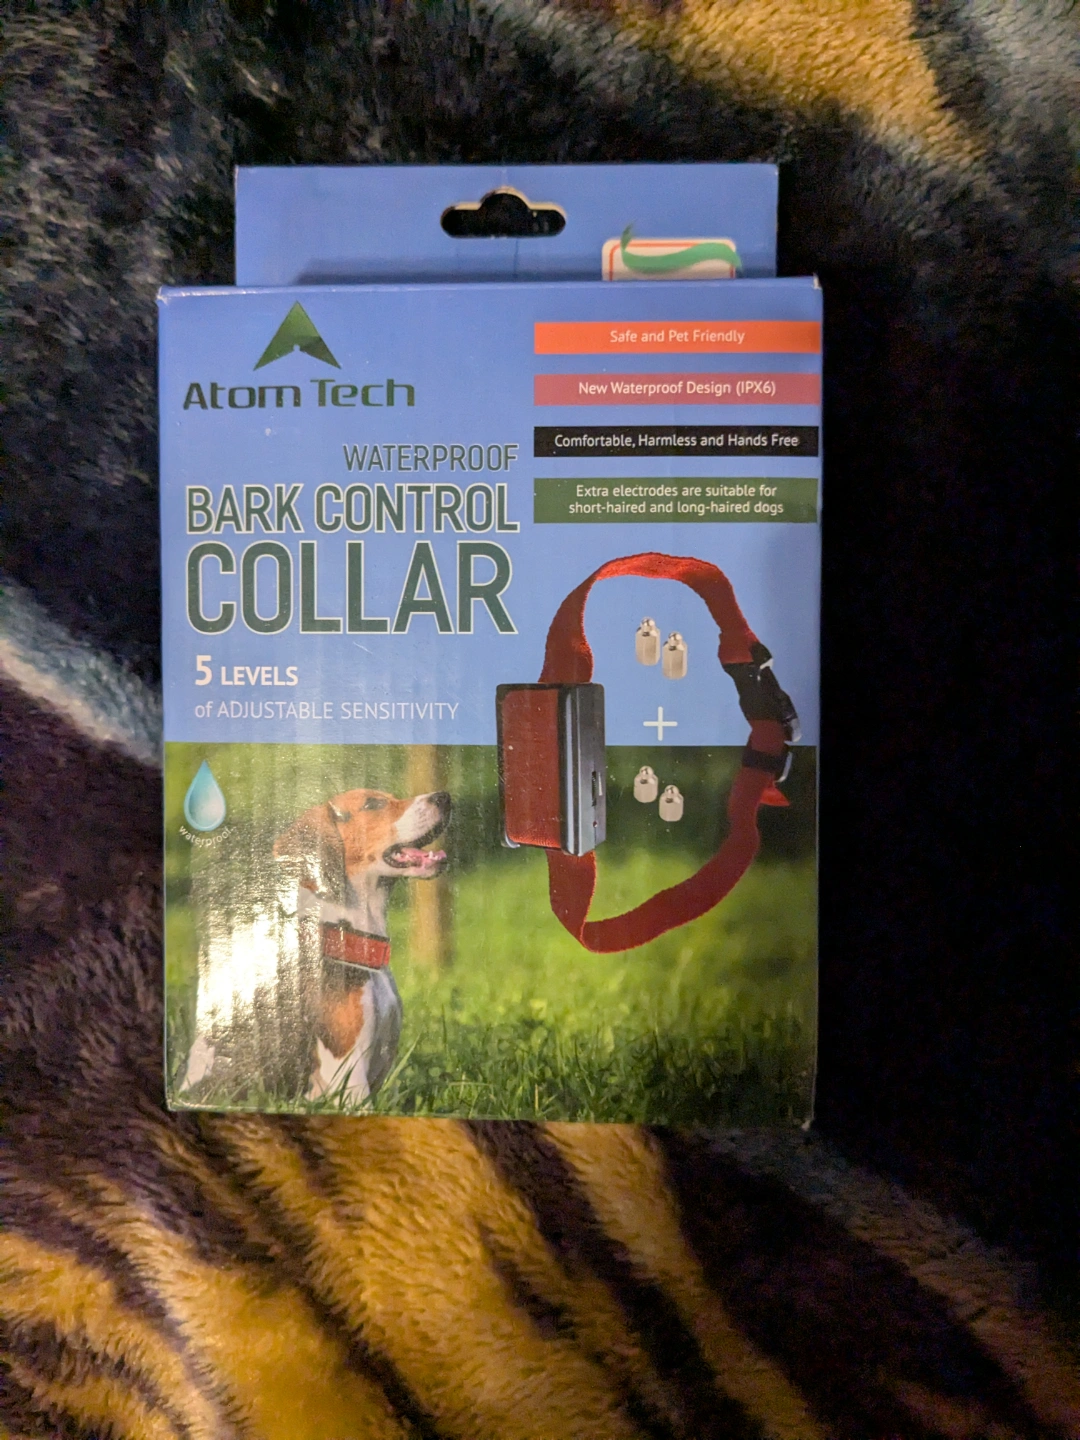 Atom Tech
WATERPROOF
BARK CONTROL
COLLAR
5 LEVELS
of ADJUSTABLE SENSITIVITY
Safe and Pet Friendly
New Waterproof Design (IPX6)
Comfortable, Harmless and Hands Free
Extra electrodes are suitable for
short-haired and long-haired dogs
+
waterproof